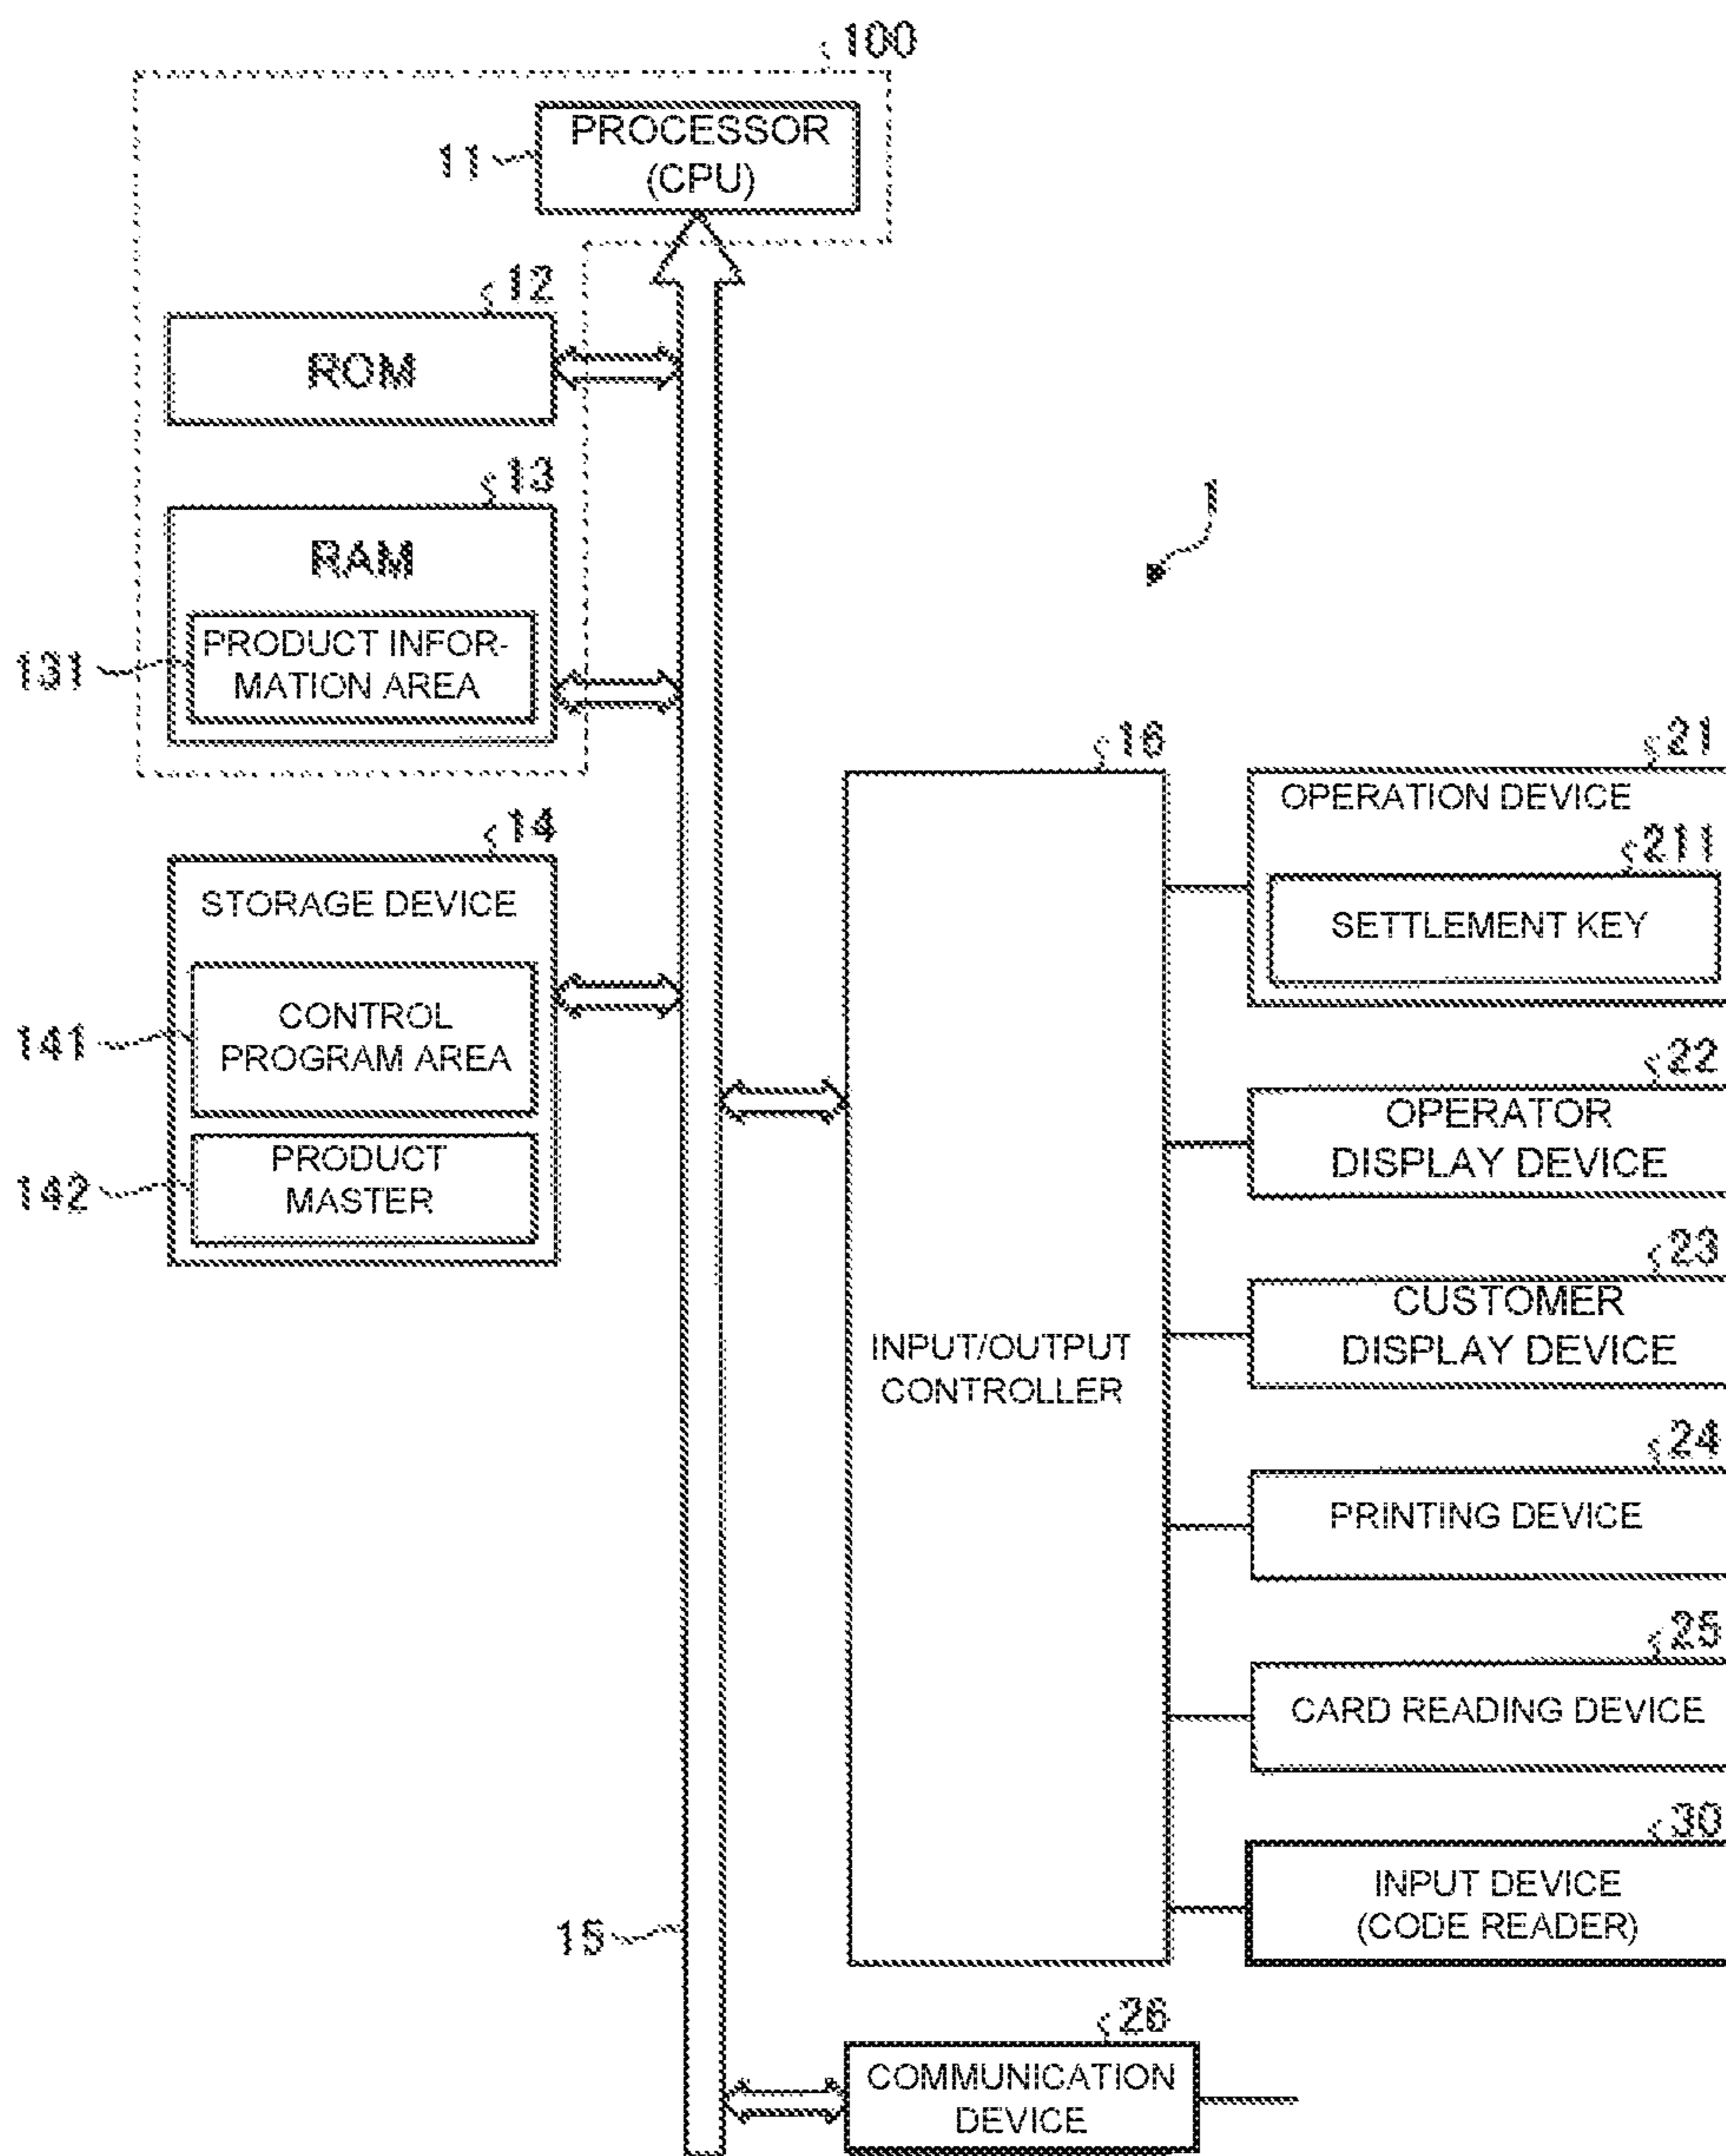 100
PROCESSOR
(CPU)
11
12
ROM
13
RAM
PRODUCT INFOR-
MATION AREA
131
1
14
STORAGE DEVICE
CONTROL
PROGRAM AREA
141
PRODUCT
MASTER
142
16
INPUT/OUTPUT
CONTROLLER
21
OPERATION DEVICE
211
SETTLEMENT KEY
22
OPERATOR
DISPLAY DEVICE
23
CUSTOMER
DISPLAY DEVICE
24
PRINTING DEVICE
25
CARD READING DEVICE
30
INPUT DEVICE
(CODE READER)
15
26
COMMUNICATION
DEVICE